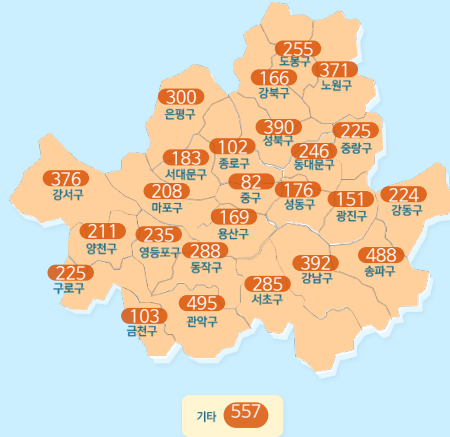 255
도봉구
371
노원구
166
강북구
300
은평구
390
성북구
225
중랑구
102
종로구
246
동대문구
183
서대문구
376
강서구
208
마포구
82
중구
176
성동구
151
광진구
224
강동구
169
용산구
211
양천구
235
영등포구
288
동작구
488
송파구
392
강남구
225
구로구
285
서초구
495
관악구
103
금천구
기타 557